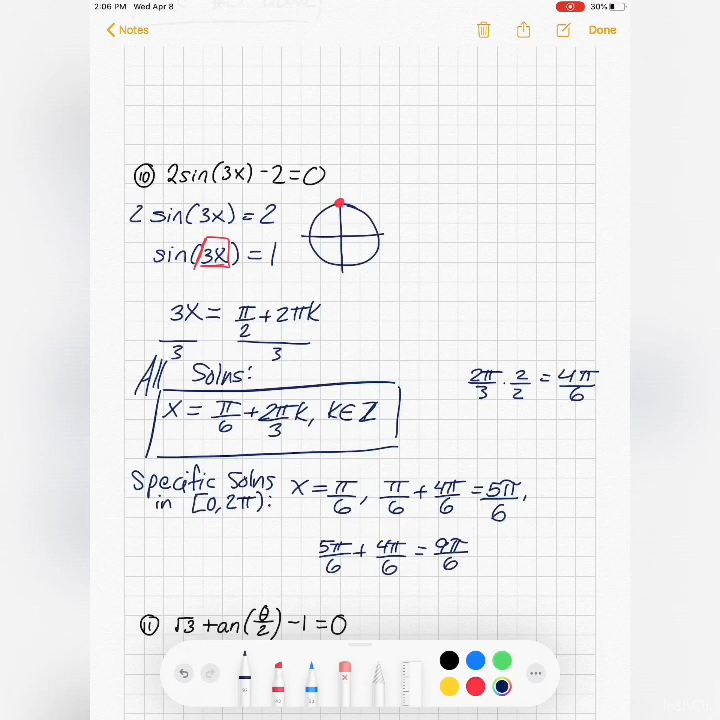 2:06 PM Wed Apr 8 30%
Notes Done
⑩ 2sin(3x) - 2 = 0
2 sin(3x) = 2
sin(3x) = 1
3x = π/2 + 2πk
3 3
All Solns:
2π/3 · 2/2 = 4π/6
x = π/6 + 2π/3 k, k∈Z
Specific Solns
in [0, 2π): x = π/6, π/6 + 4π/6 = 5π/6,
5π/6 + 4π/6 = 9π/6
⑪ √3 tan(θ/2) - 1 = 0